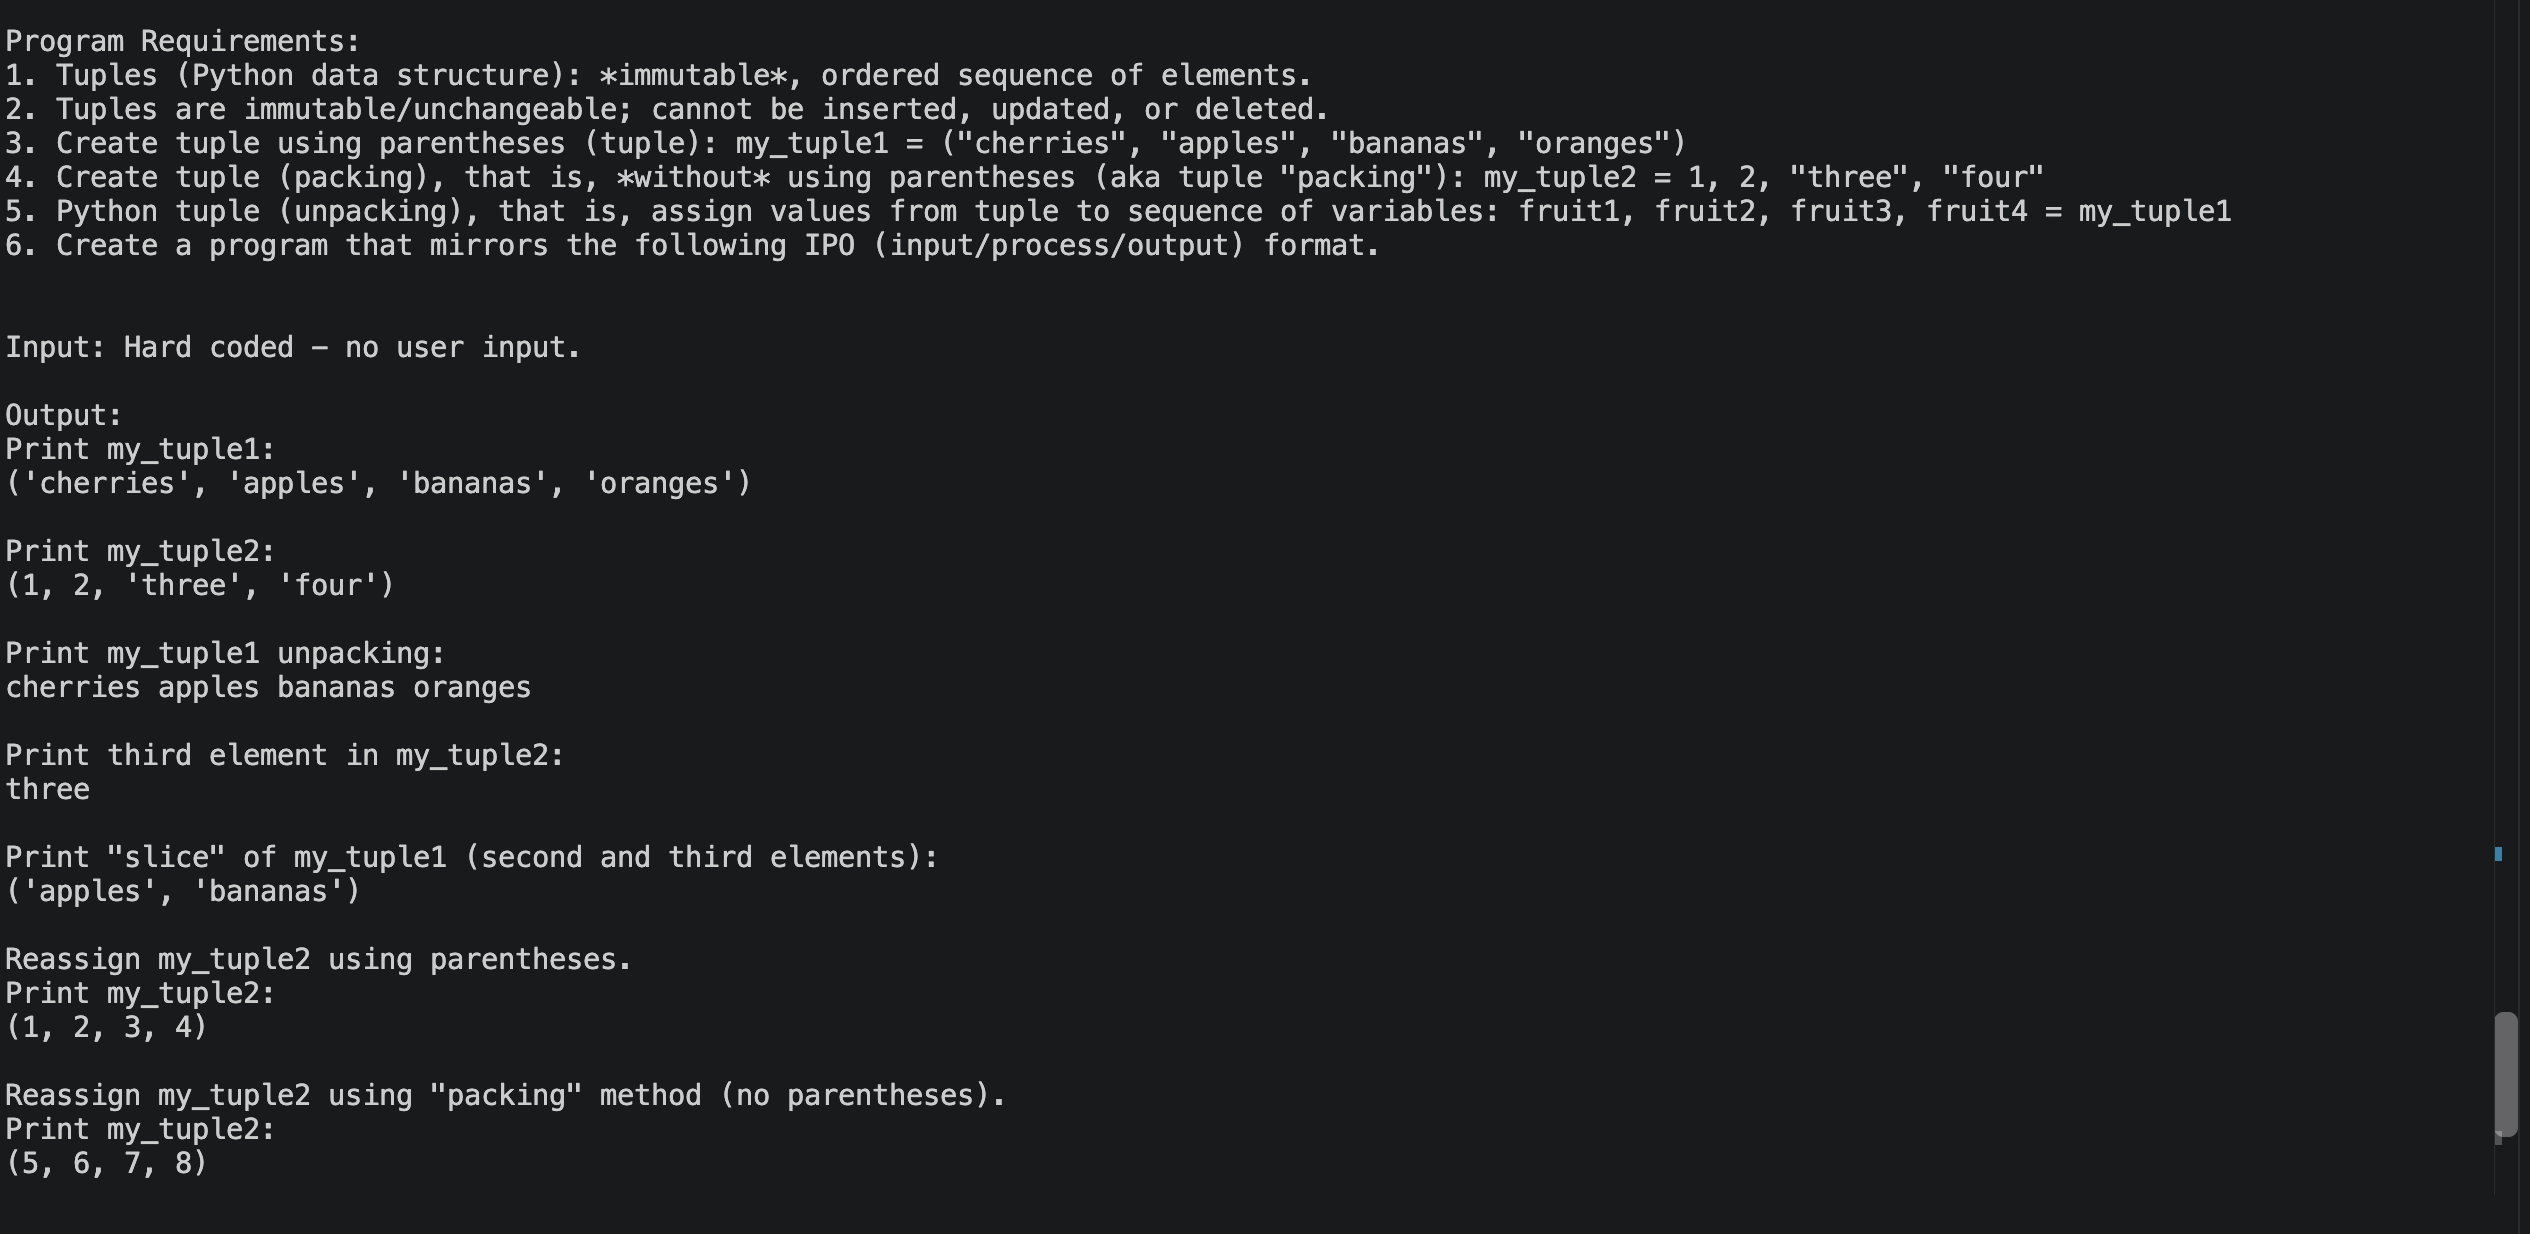 Program Requirements:
1. Tuples (Python data structure): *immutable*, ordered sequence of elements.
2. Tuples are immutable/unchangeable; cannot be inserted, updated, or deleted.
3. Create tuple using parentheses (tuple): my_tuple1 = ("cherries", "apples", "bananas", "oranges")
4. Create tuple (packing), that is, *without* using parentheses (aka tuple "packing"): my_tuple2 = 1, 2, "three", "four"
5. Python tuple (unpacking), that is, assign values from tuple to sequence of variables: fruit1, fruit2, fruit3, fruit4 = my_tuple1
6. Create a program that mirrors the following IPO (input/process/output) format.
Input: Hard coded – no user input.
Output:
Print my_tuple1:
('cherries', 'apples', 'bananas', 'oranges')
Print my_tuple2:
(1, 2, 'three', 'four')
Print my_tuple1 unpacking:
cherries apples bananas oranges
Print third element in my_tuple2:
three
Print "slice" of my_tuple1 (second and third elements):
('apples', 'bananas')
Reassign my_tuple2 using parentheses.
Print my_tuple2:
(1, 2, 3, 4)
Reassign my_tuple2 using "packing" method (no parentheses).
Print my_tuple2:
(5, 6, 7, 8)